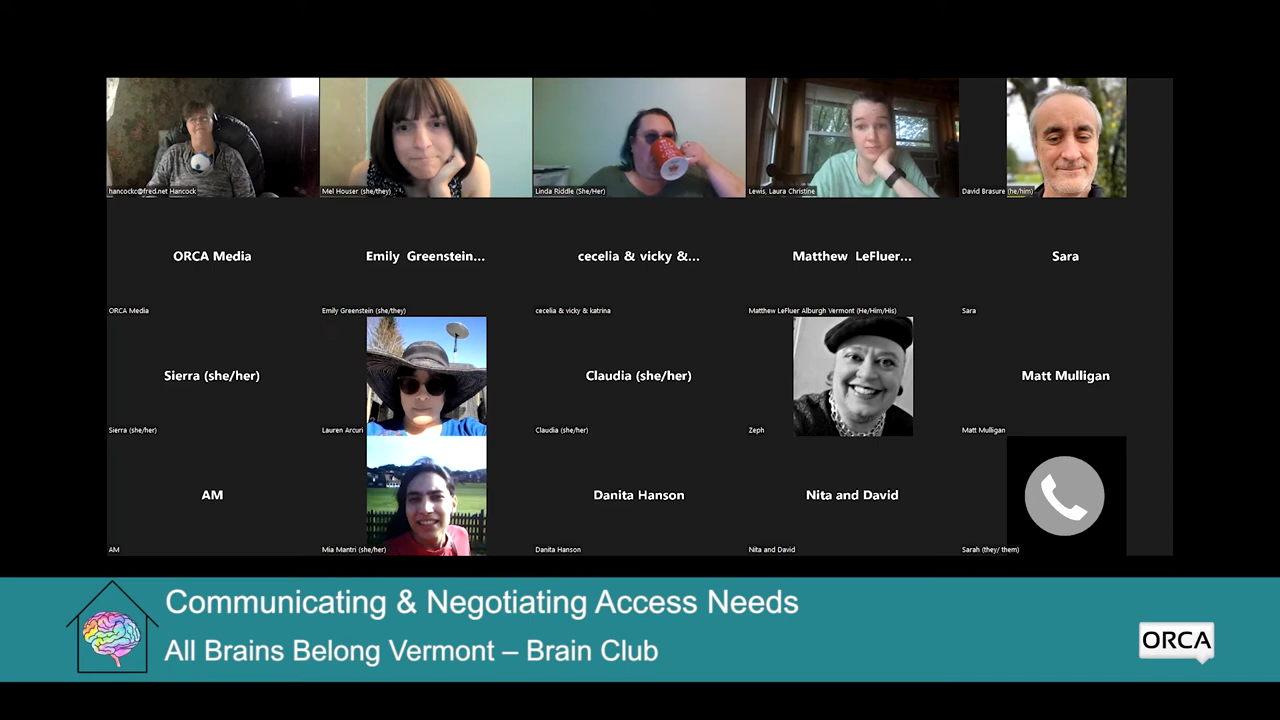 hancockc@fred.net Hancock
Mel Houser (she/they)
Linda Riddle (She/Her)
Lewis, Laura Christine
David Brasure (he/him)
ORCA Media
Emily Greenstein...
cecelia & vicky &...
Matthew LeFluer...
Sara
ORCA Media
Emily Greenstein (she/they)
cecelia & vicky & katrina
Matthew LeFluer Alburgh Vermont (He/Him/His)
Sara
Sierra (she/her)
Claudia (she/her)
Matt Mulligan
Sierra (she/her)
Lauren Arcuri
Claudia (she/her)
Zeph
Matt Mulligan
AM
Danita Hanson
Nita and David
AM
Mia Mantri (she/her)
Danita Hanson
Nita and David
Sarah (they/ them)
Communicating & Negotiating Access Needs
All Brains Belong Vermont – Brain Club
ORCA